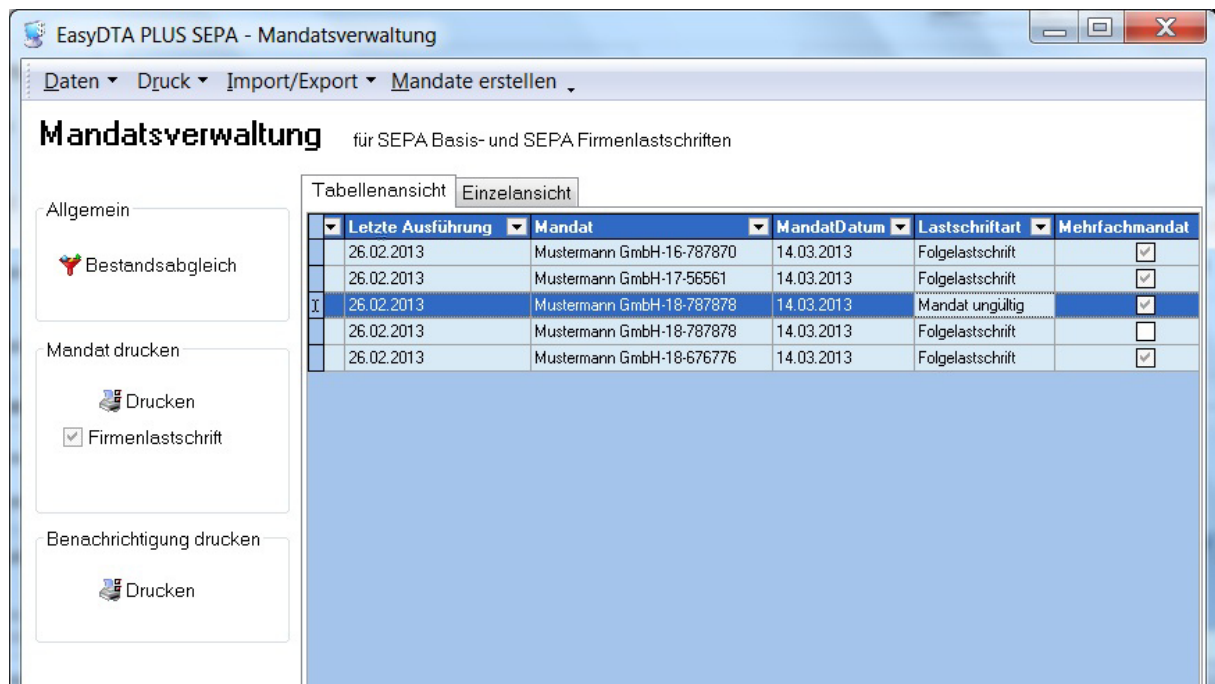 EasyDTA PLUS SEPA - Mandatsverwaltung
Daten Druck Import/Export Mandate erstellen
Mandatsverwaltung für SEPA Basis- und SEPA Firmenlastschriften
Tabellenansicht Einzelansicht
Allgemein
Bestandsabgleich
Mandat drucken
Drucken
Firmenlastschrift
Benachrichtigung drucken
Drucken
Letzte Ausführung Mandat MandatDatum Lastschriftart Mehrfachmandat
26.02.2013 Mustermann GmbH-16-787870 14.03.2013 Folgelastschrift
26.02.2013 Mustermann GmbH-17-56561 14.03.2013 Folgelastschrift
26.02.2013 Mustermann GmbH-18-787878 14.03.2013 Mandat ungültig
26.02.2013 Mustermann GmbH-18-787878 14.03.2013 Folgelastschrift
26.02.2013 Mustermann GmbH-18-676776 14.03.2013 Folgelastschrift